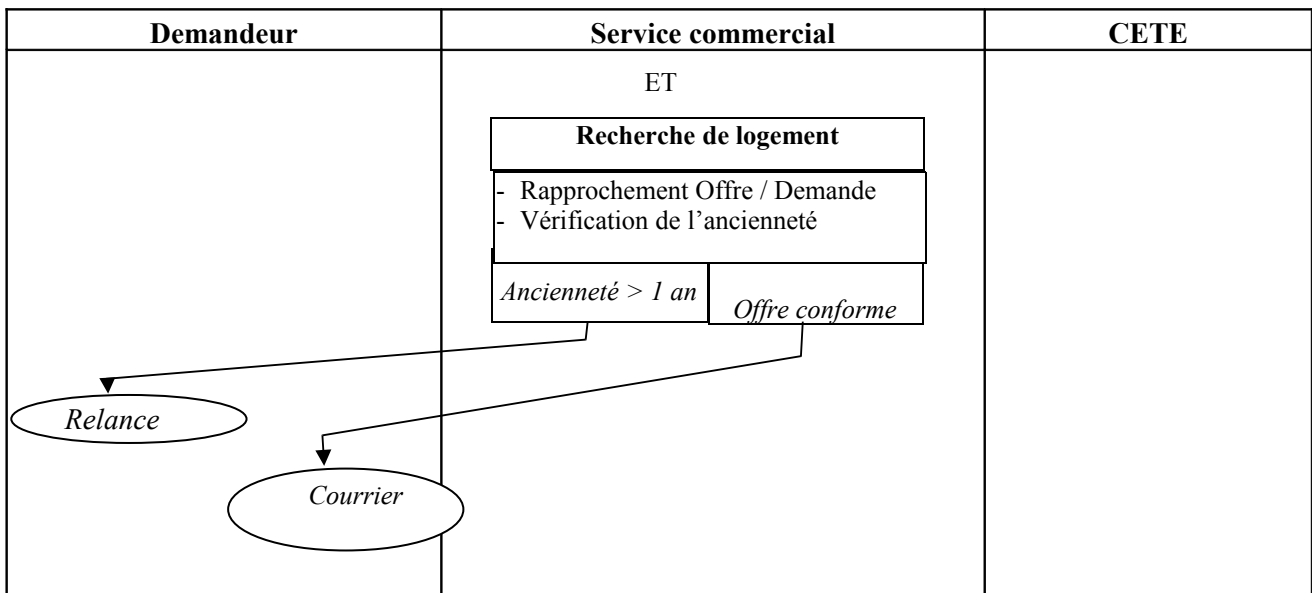 Demandeur Service commercial CETE
ET
Recherche de logement
- Rapprochement Offre / Demande
- Vérification de l’ancienneté
Ancienneté > 1 an
Offre conforme
Relance
Courrier